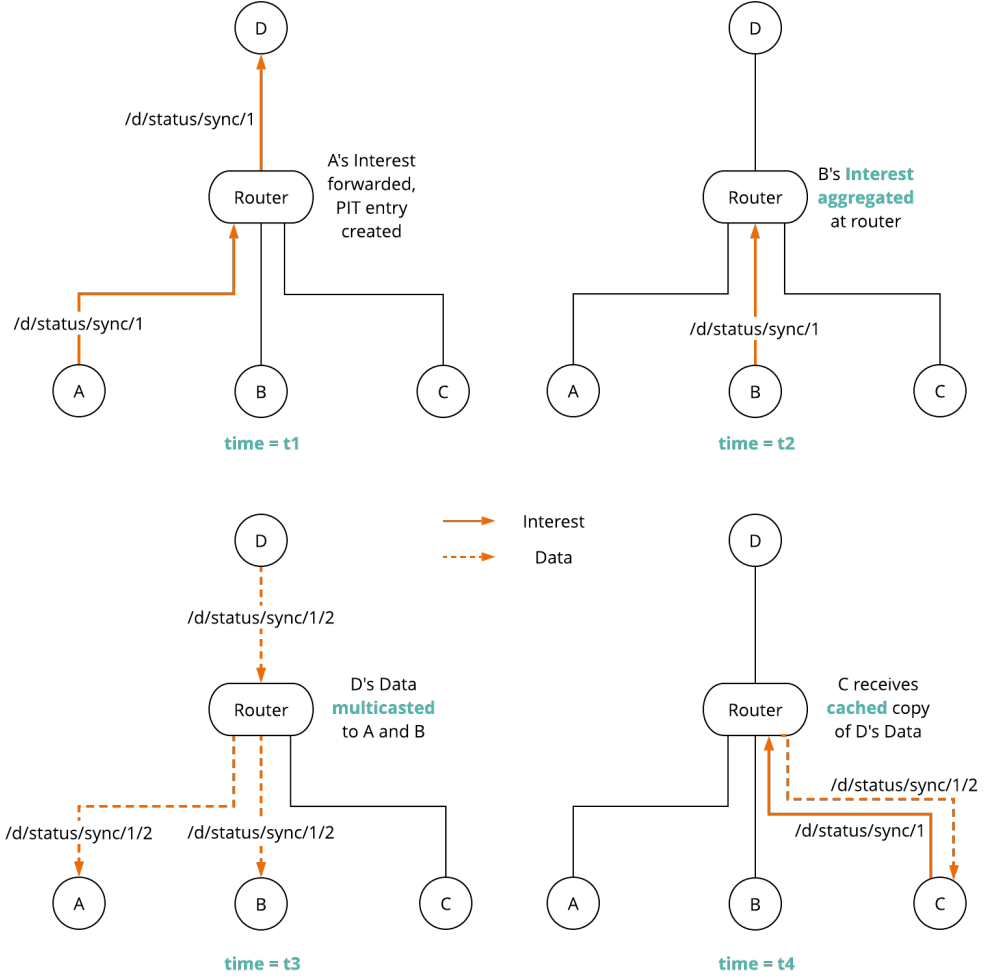 D
/d/status/sync/1
Router
A's Interest
forwarded,
PIT entry
created
/d/status/sync/1
A
B
C
time = t1
D
Router
B's Interest
aggregated
at router
/d/status/sync/1
A
B
C
time = t2
Interest
Data
D
/d/status/sync/1/2
Router
D's Data
multicasted
to A and B
/d/status/sync/1/2
/d/status/sync/1/2
A
B
C
time = t3
D
Router
C receives
cached copy
of D's Data
/d/status/sync/1/2
/d/status/sync/1
A
B
C
time = t4